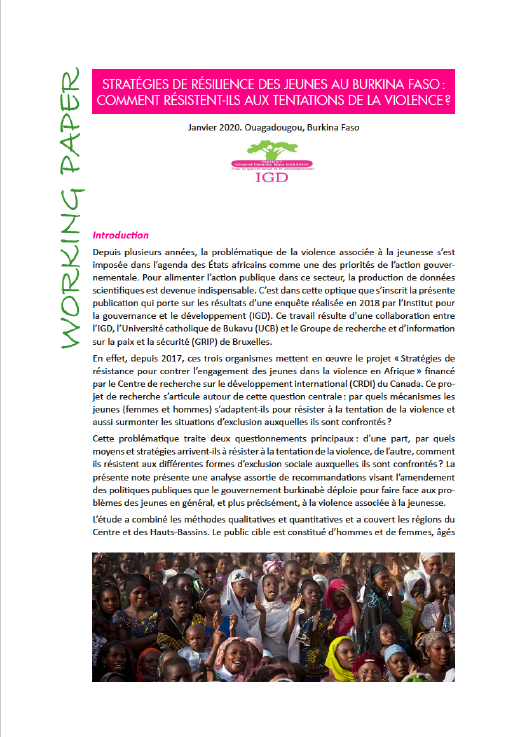 WORKING PAPER
STRATÉGIES DE RÉSILIENCE DES JEUNES AU BURKINA FASO :
COMMENT RÉSISTENT-ILS AUX TENTATIONS DE LA VIOLENCE ?
Janvier 2020. Ouagadougou, Burkina Faso
IGD
Introduction
Depuis plusieurs années, la problématique de la violence associée à la jeunesse s’est
imposée dans l’agenda des États africains comme une des priorités de l’action gouver-
nementale. Pour alimenter l’action publique dans ce secteur, la production de données
scientifiques est devenue indispensable. C’est dans cette optique que s’inscrit la présente
publication qui porte sur les résultats d’une enquête réalisée en 2018 par l’Institut pour
la gouvernance et le développement (IGD). Ce travail résulte d’une collaboration entre
l’IGD, l’Université catholique de Bukavu (UCB) et le Groupe de recherche et d’information
sur la paix et la sécurité (GRIP) de Bruxelles.
En effet, depuis 2017, ces trois organismes mettent en œuvre le projet « Stratégies de
résistance pour contrer l’engagement des jeunes dans la violence en Afrique » financé
par le Centre de recherche sur le développement international (CRDI) du Canada. Ce pro-
jet de recherche s’articule autour de cette question centrale : par quels mécanismes les
jeunes (femmes et hommes) s’adaptent-ils pour résister à la tentation de la violence et
aussi surmonter les situations d’exclusion auxquelles ils sont confrontés ?
Cette problématique traite deux questionnements principaux : d’une part, par quels
moyens et stratégies arrivent-ils à résister à la tentation de la violence, de l’autre, comment
ils résistent aux différentes formes d’exclusion sociale auxquelles ils sont confrontés ? La
présente note présente une analyse assortie de recommandations visant l’amendement
des politiques publiques que le gouvernement burkinabè déploie pour faire face aux pro-
blèmes des jeunes en général, et plus précisément, à la violence associée à la jeunesse.
L’étude a combiné les méthodes qualitatives et quantitatives et a couvert les régions du
Centre et des Hauts-Bassins. Le public cible est constitué d’hommes et de femmes, âgés